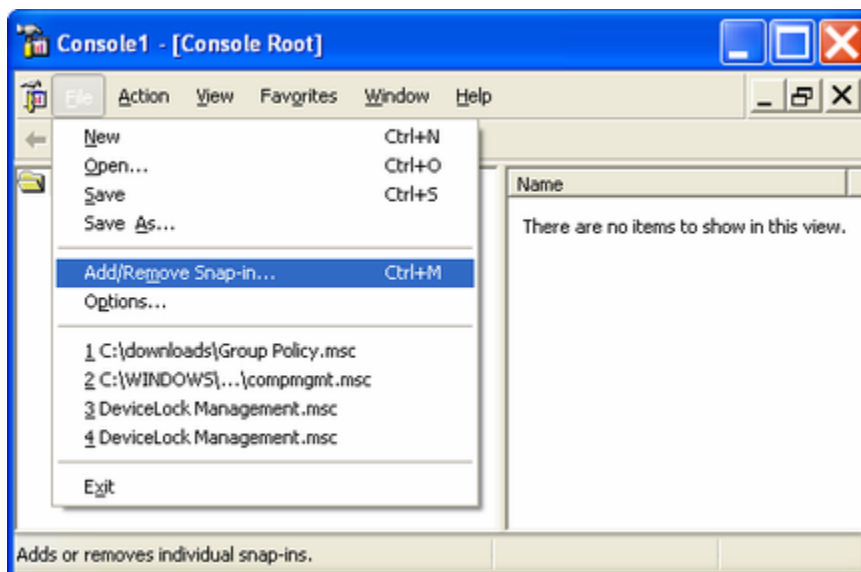 Console1 - [Console Root]
File Action View Favorites Window Help
New Ctrl+N
Open... Ctrl+O
Save Ctrl+S
Save As...
Add/Remove Snap-in... Ctrl+M
Options...
1 C:\downloads\Group Policy.msc
2 C:\WINDOWS\...\compmgmt.msc
3 DeviceLock Management.msc
4 DeviceLock Management.msc
Exit
Name
There are no items to show in this view.
Adds or removes individual snap-ins.